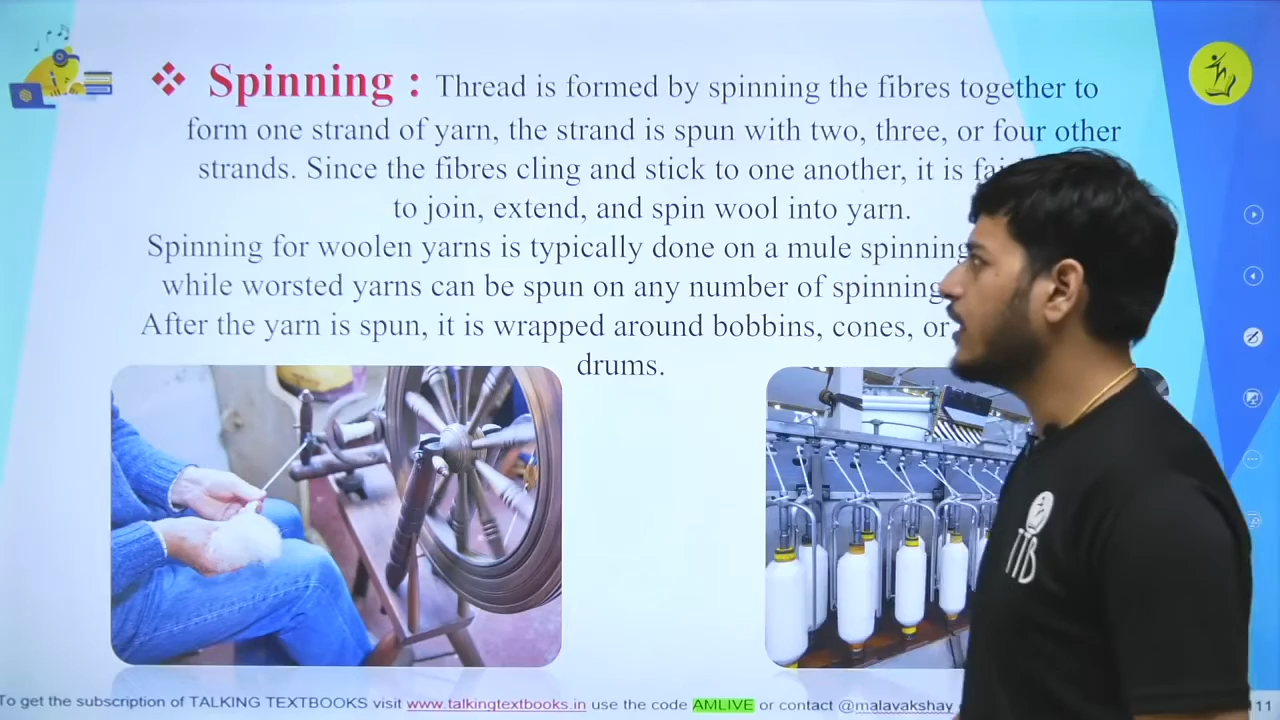 ❖ Spinning : Thread is formed by spinning the fibres together to
form one strand of yarn, the strand is spun with two, three, or four other
strands. Since the fibres cling and stick to one another, it is
to join, extend, and spin wool into yarn.
Spinning for woolen yarns is typically done on a mule spinning
while worsted yarns can be spun on any number of spinning
After the yarn is spun, it is wrapped around bobbins, cones, or
drums.
TTB
To get the subscription of TALKING TEXTBOOKS visit www.talkingtextbooks.in use the code AMLIVE or contact @malavakshay
11